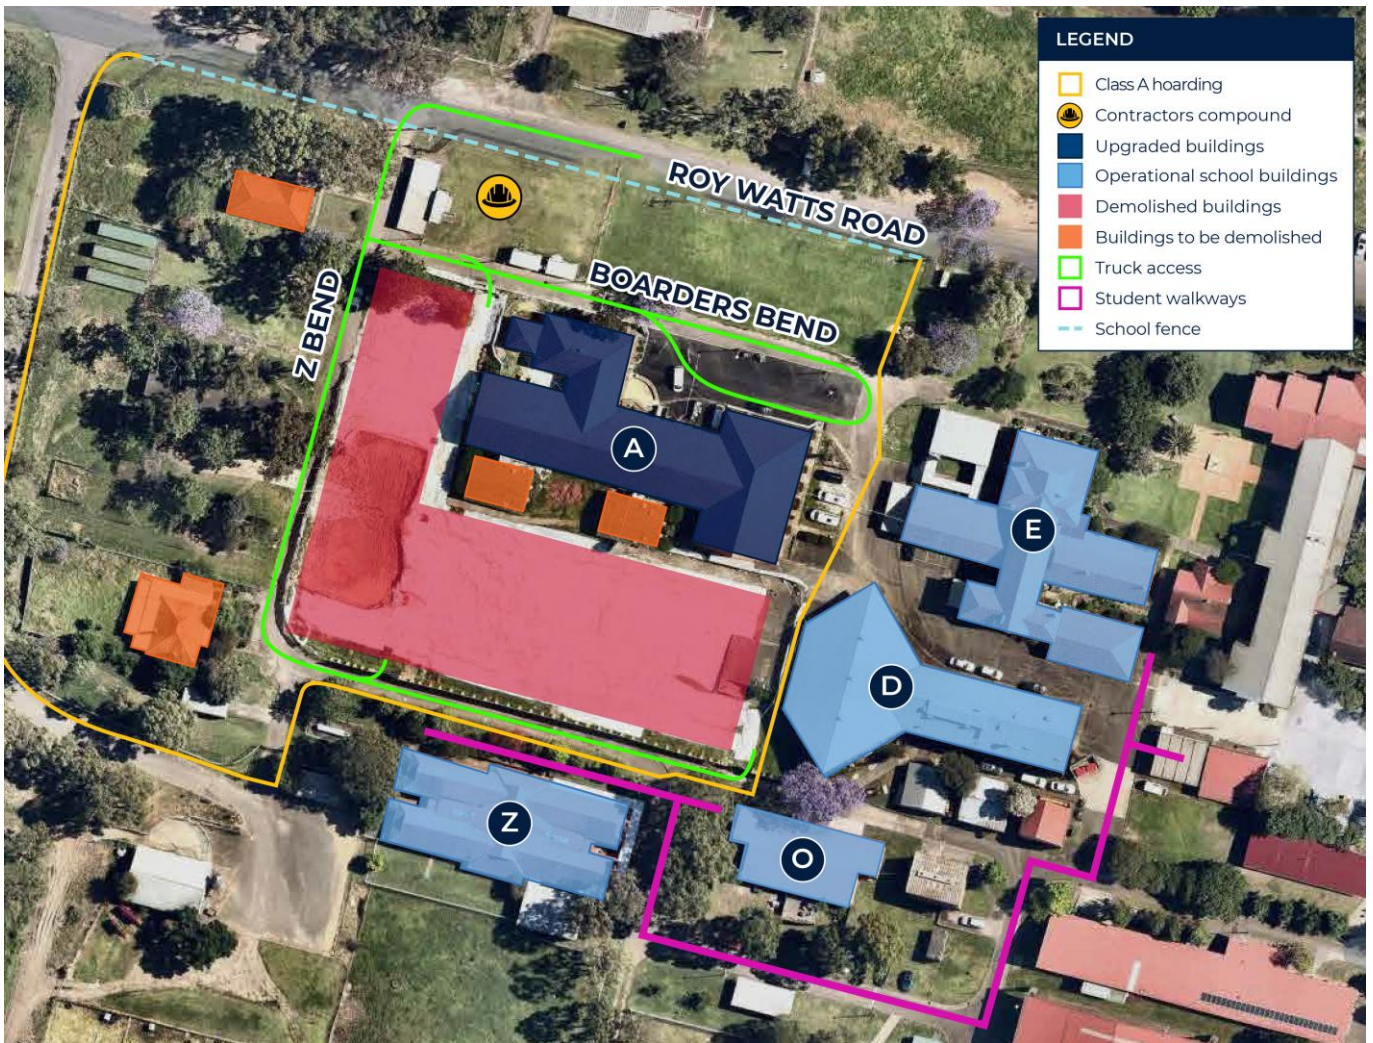 LEGEND
Class A hoarding
Contractors compound
Upgraded buildings
Operational school buildings
Demolished buildings
Buildings to be demolished
Truck access
Student walkways
School fence
ROY WATTS ROAD
BOARDERS BEND
Z BEND
A
E
D
Z
O